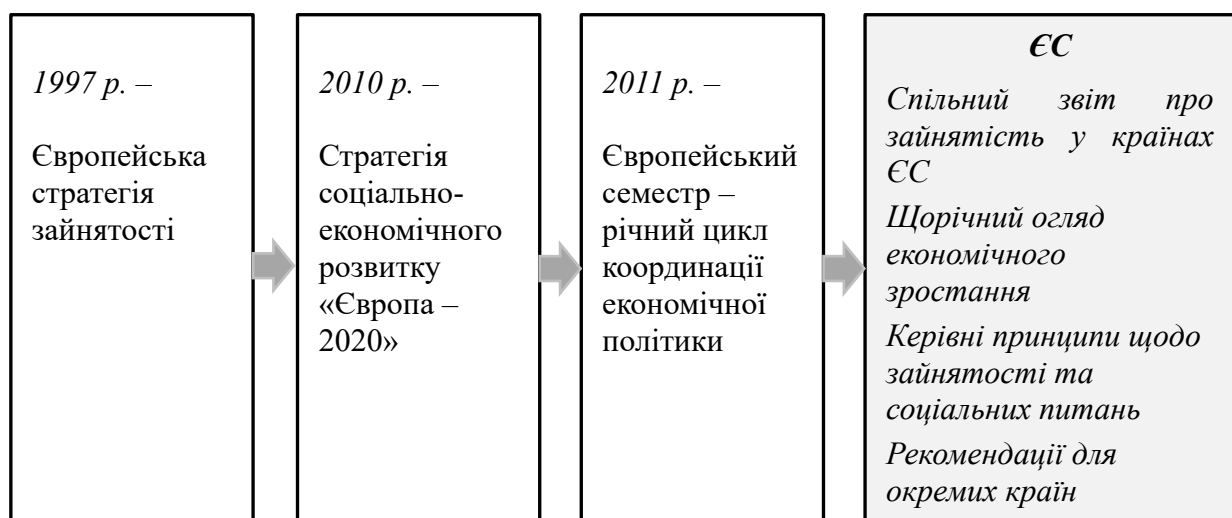 1997 р. –
Європейська
стратегія
зайнятості
2010 р. –
Стратегія
соціально-
економічного
розвитку
«Європа –
2020»
2011 р. –
Європейський
семестр –
річний цикл
координації
економічної
політики
ЄС
Спільний звіт про
зайнятість у країнах
ЄС
Щорічний огляд
економічного
зростання
Керівні принципи щодо
зайнятості та
соціальних питань
Рекомендації для
окремих країн